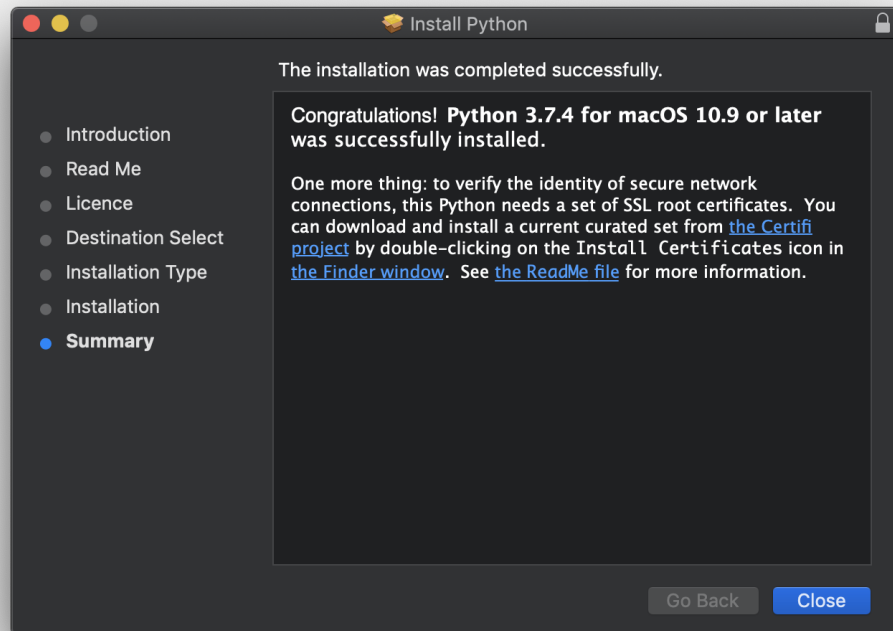 Install Python
The installation was completed successfully.
Introduction
Read Me
Licence
Destination Select
Installation Type
Installation
Summary
Congratulations! Python 3.7.4 for macOS 10.9 or later
was successfully installed.
One more thing: to verify the identity of secure network
connections, this Python needs a set of SSL root certificates.  You
can download and install a current curated set from the Certifi
project by double-clicking on the Install Certificates icon in
the Finder window.  See the ReadMe file for more information.
Go Back
Close